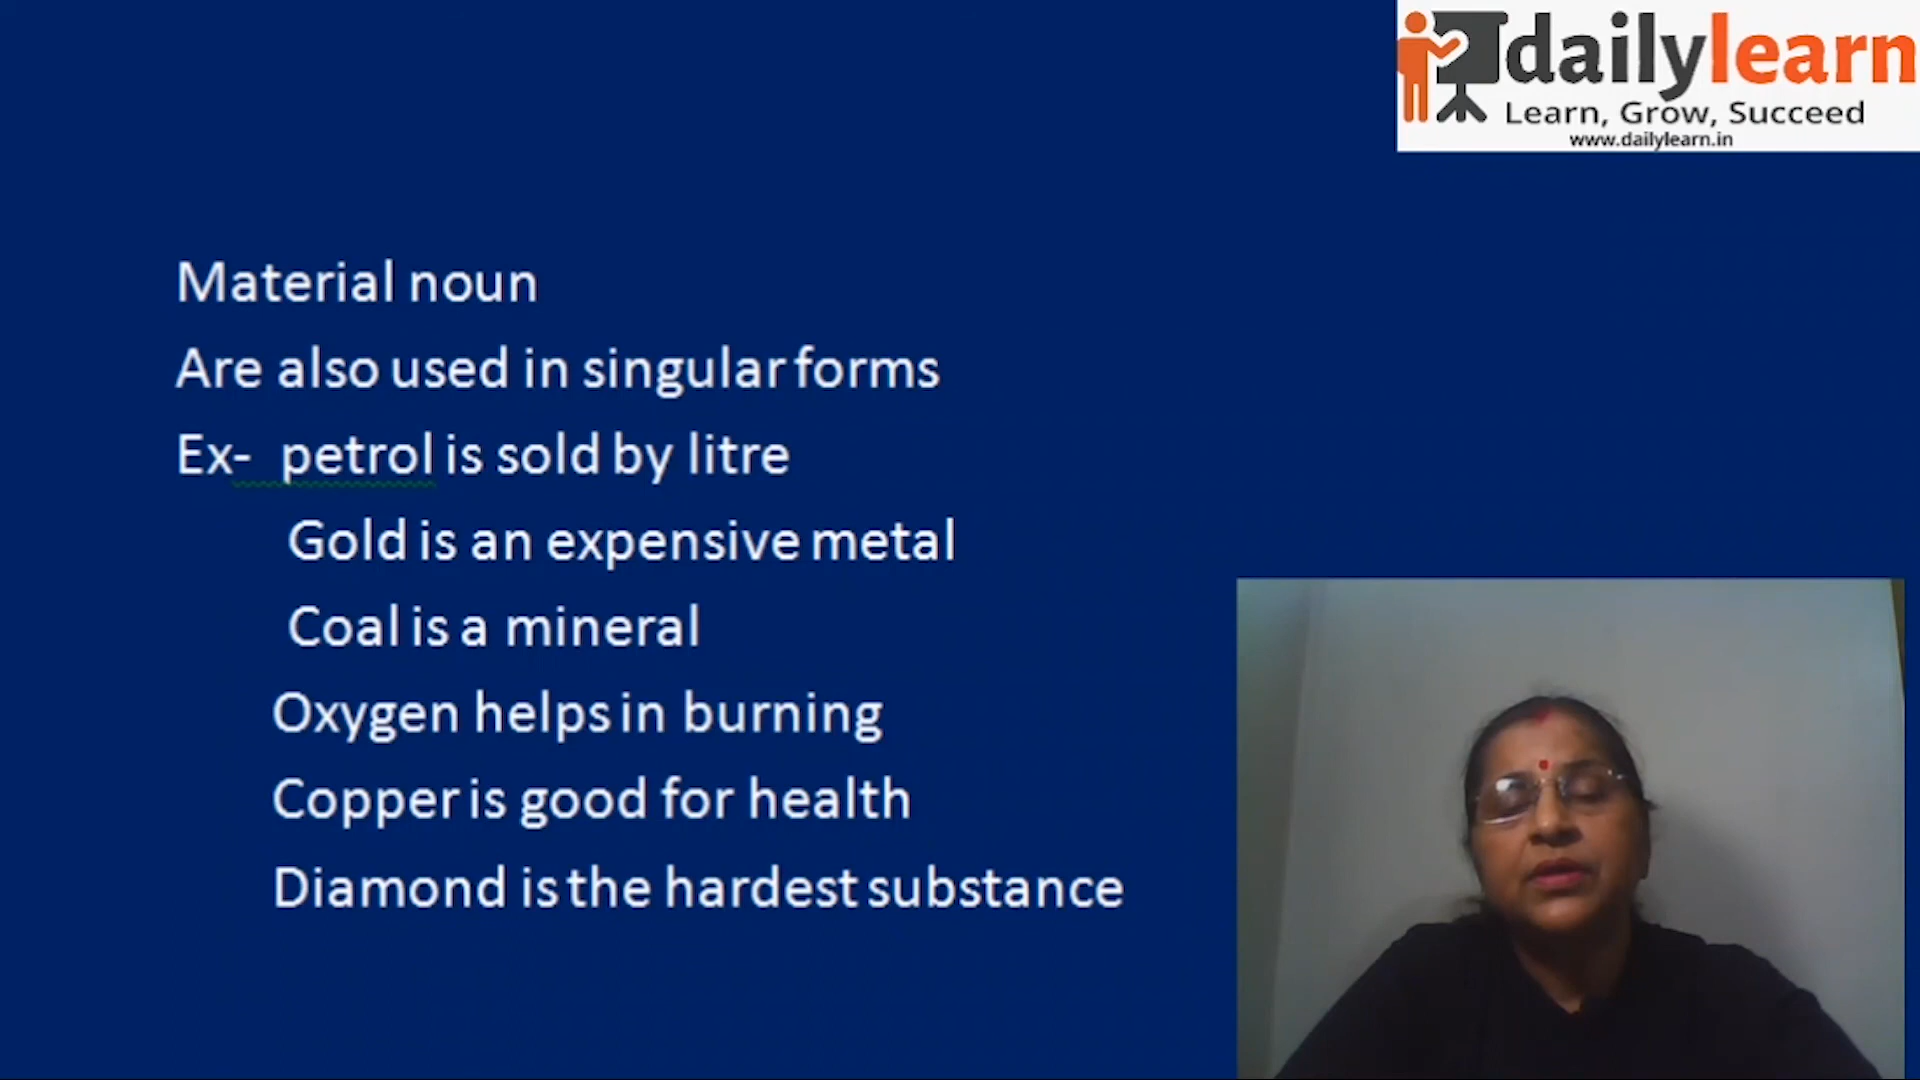 dailylearn
Learn, Grow, Succeed
www.dailylearn.in
Material noun
Are also used in singular forms
Ex- petrol is sold by litre
Gold is an expensive metal
Coal is a mineral
Oxygen helps in burning
Copper is good for health
Diamond is the hardest substance